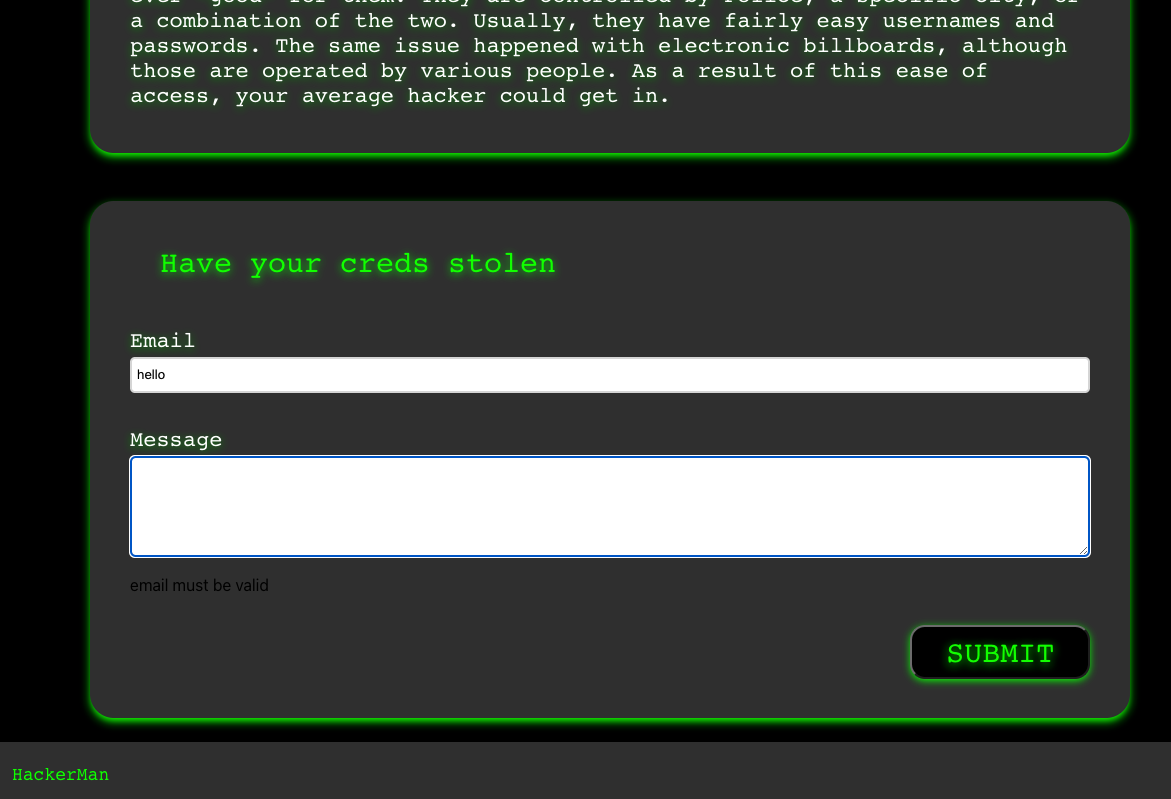 a combination of the two. Usually, they have fairly easy usernames and
passwords. The same issue happened with electronic billboards, although
those are operated by various people. As a result of this ease of
access, your average hacker could get in.
Have your creds stolen
Email
hello
Message
email must be valid
SUBMIT
HackerMan